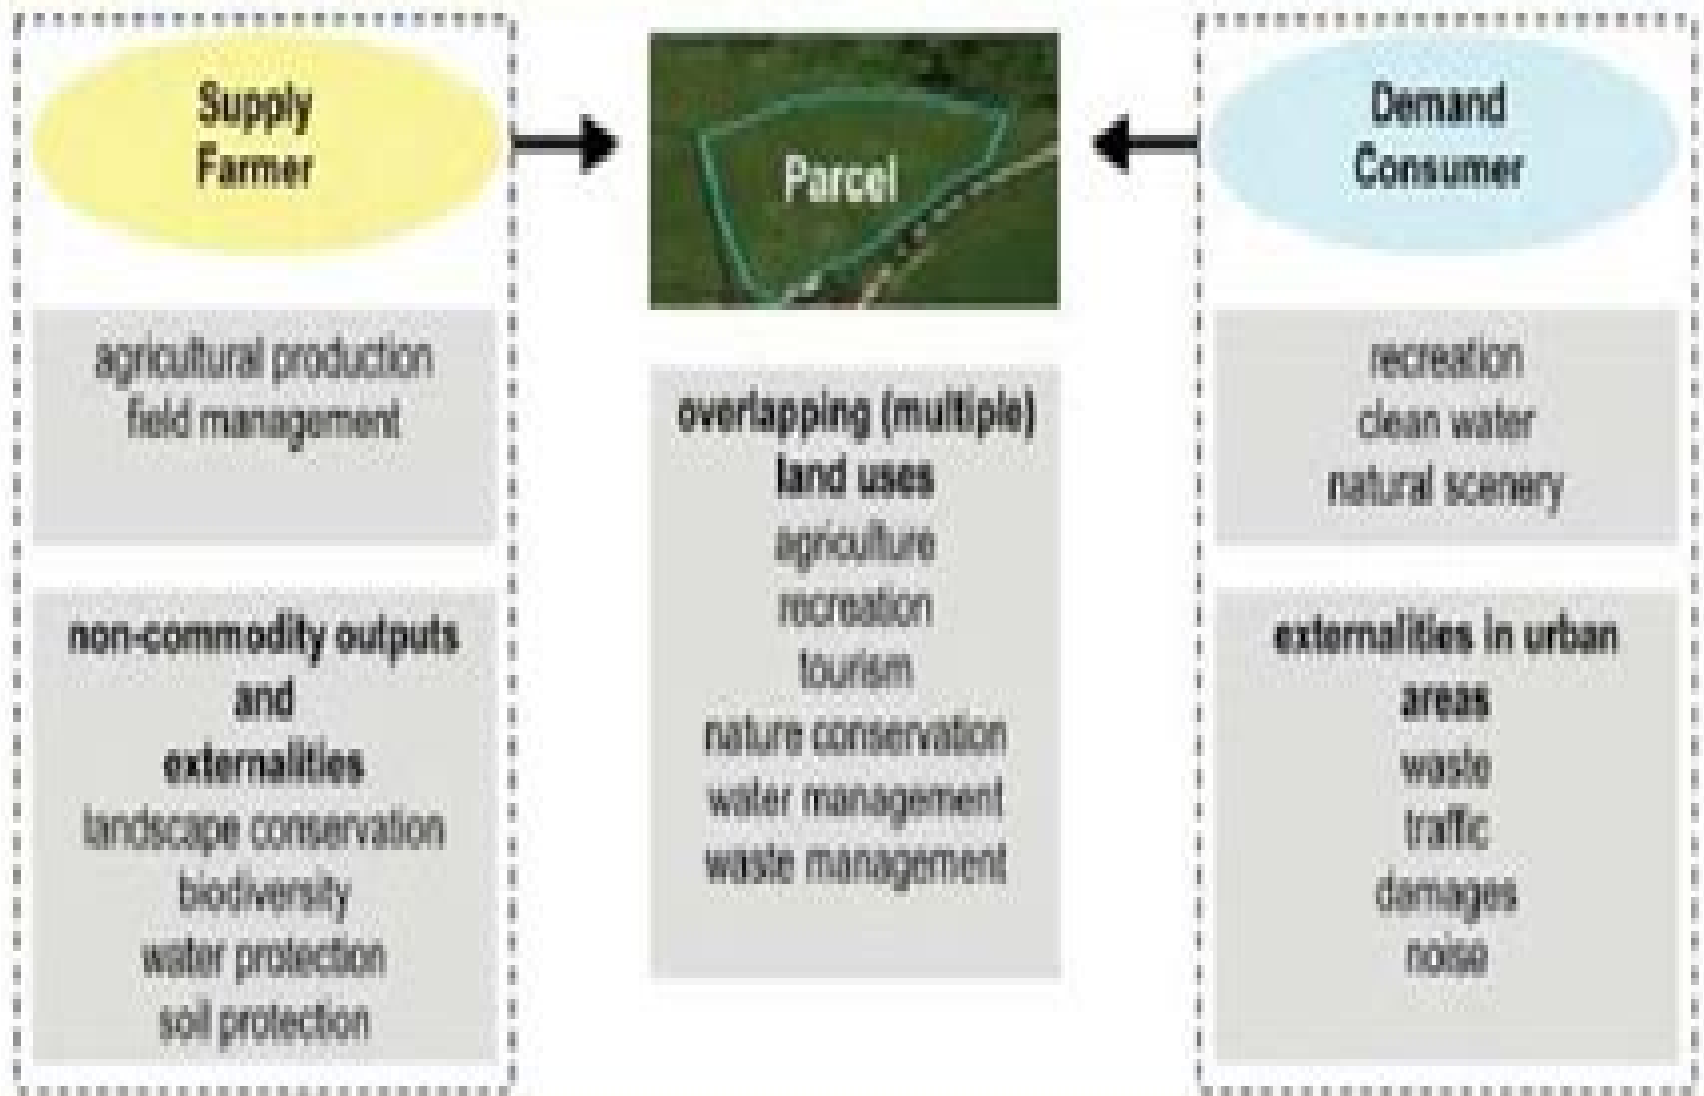 Supply
Farmer
agricultural production
field management
non-commodity outputs
and
externalities
landscape conservation
biodiversity
water protection
soil protection
Parcel
overlapping (multiple)
land uses
agriculture
recreation
tourism
nature conservation
water management
waste management
Demand
Consumer
recreation
clean water
natural scenery
externalities in urban
areas
waste
traffic
damages
noise